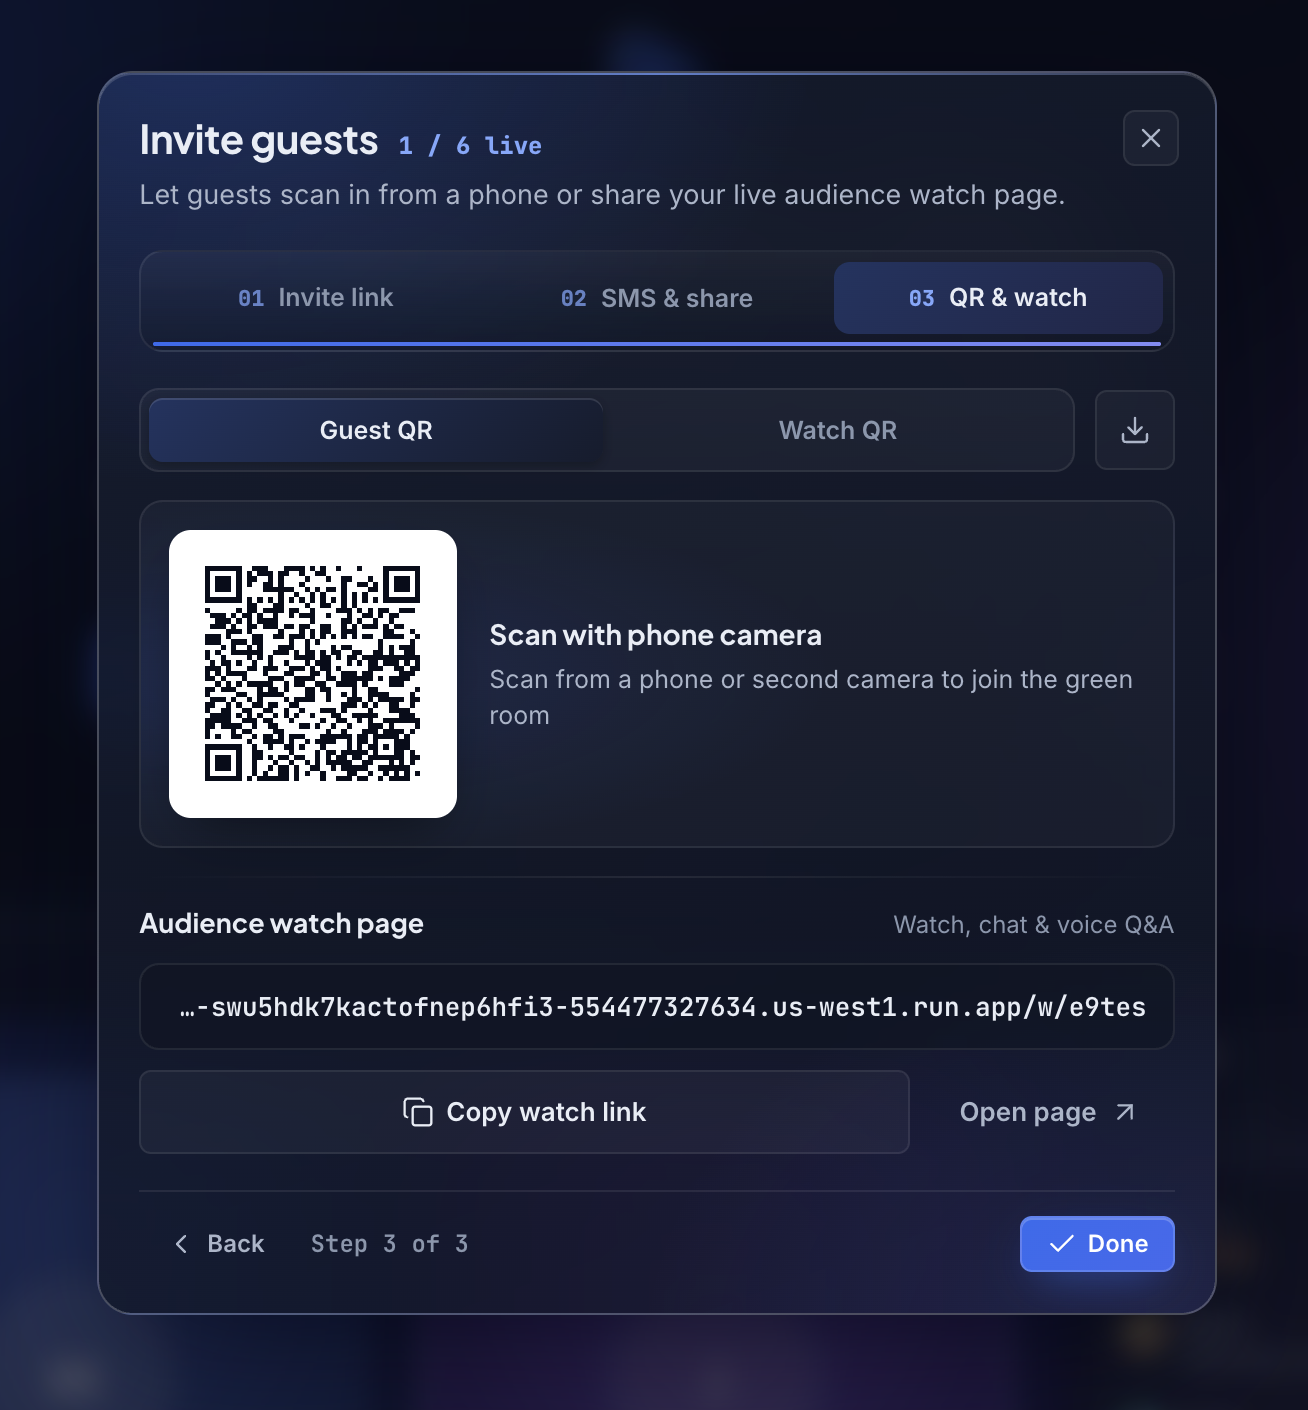 Invite guests 1 / 6 live
Let guests scan in from a phone or share your live audience watch page.
01 Invite link
02 SMS & share
03 QR & watch
Guest QR
Watch QR
Scan with phone camera
Scan from a phone or second camera to join the green
room
Audience watch page
Watch, chat & voice Q&A
…-swu5hdk7kactofnep6hfi3-554477327634.us-west1.run.app/w/e9tes
Copy watch link
Open page
Back
Step 3 of 3
Done